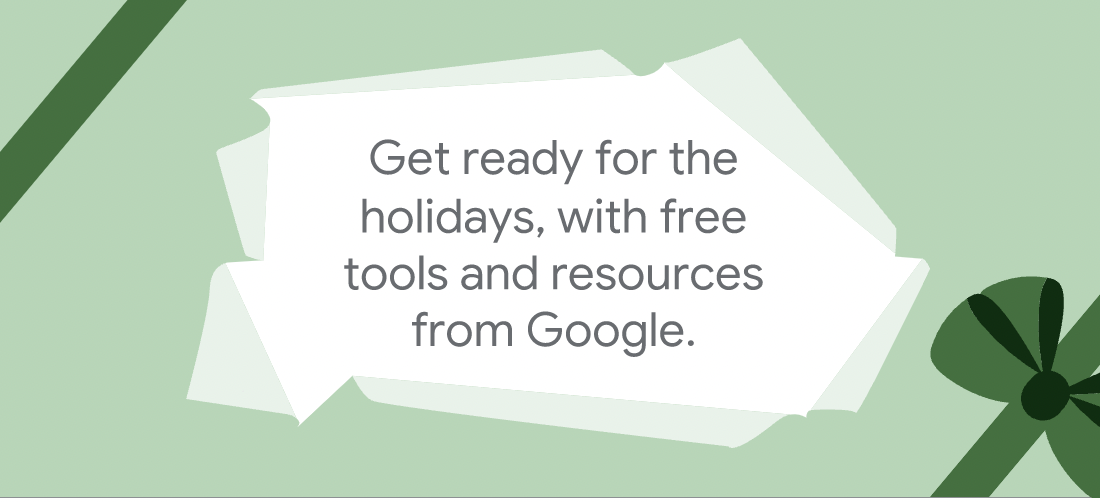 Get ready for the
holidays, with free
tools and resources
from Google.